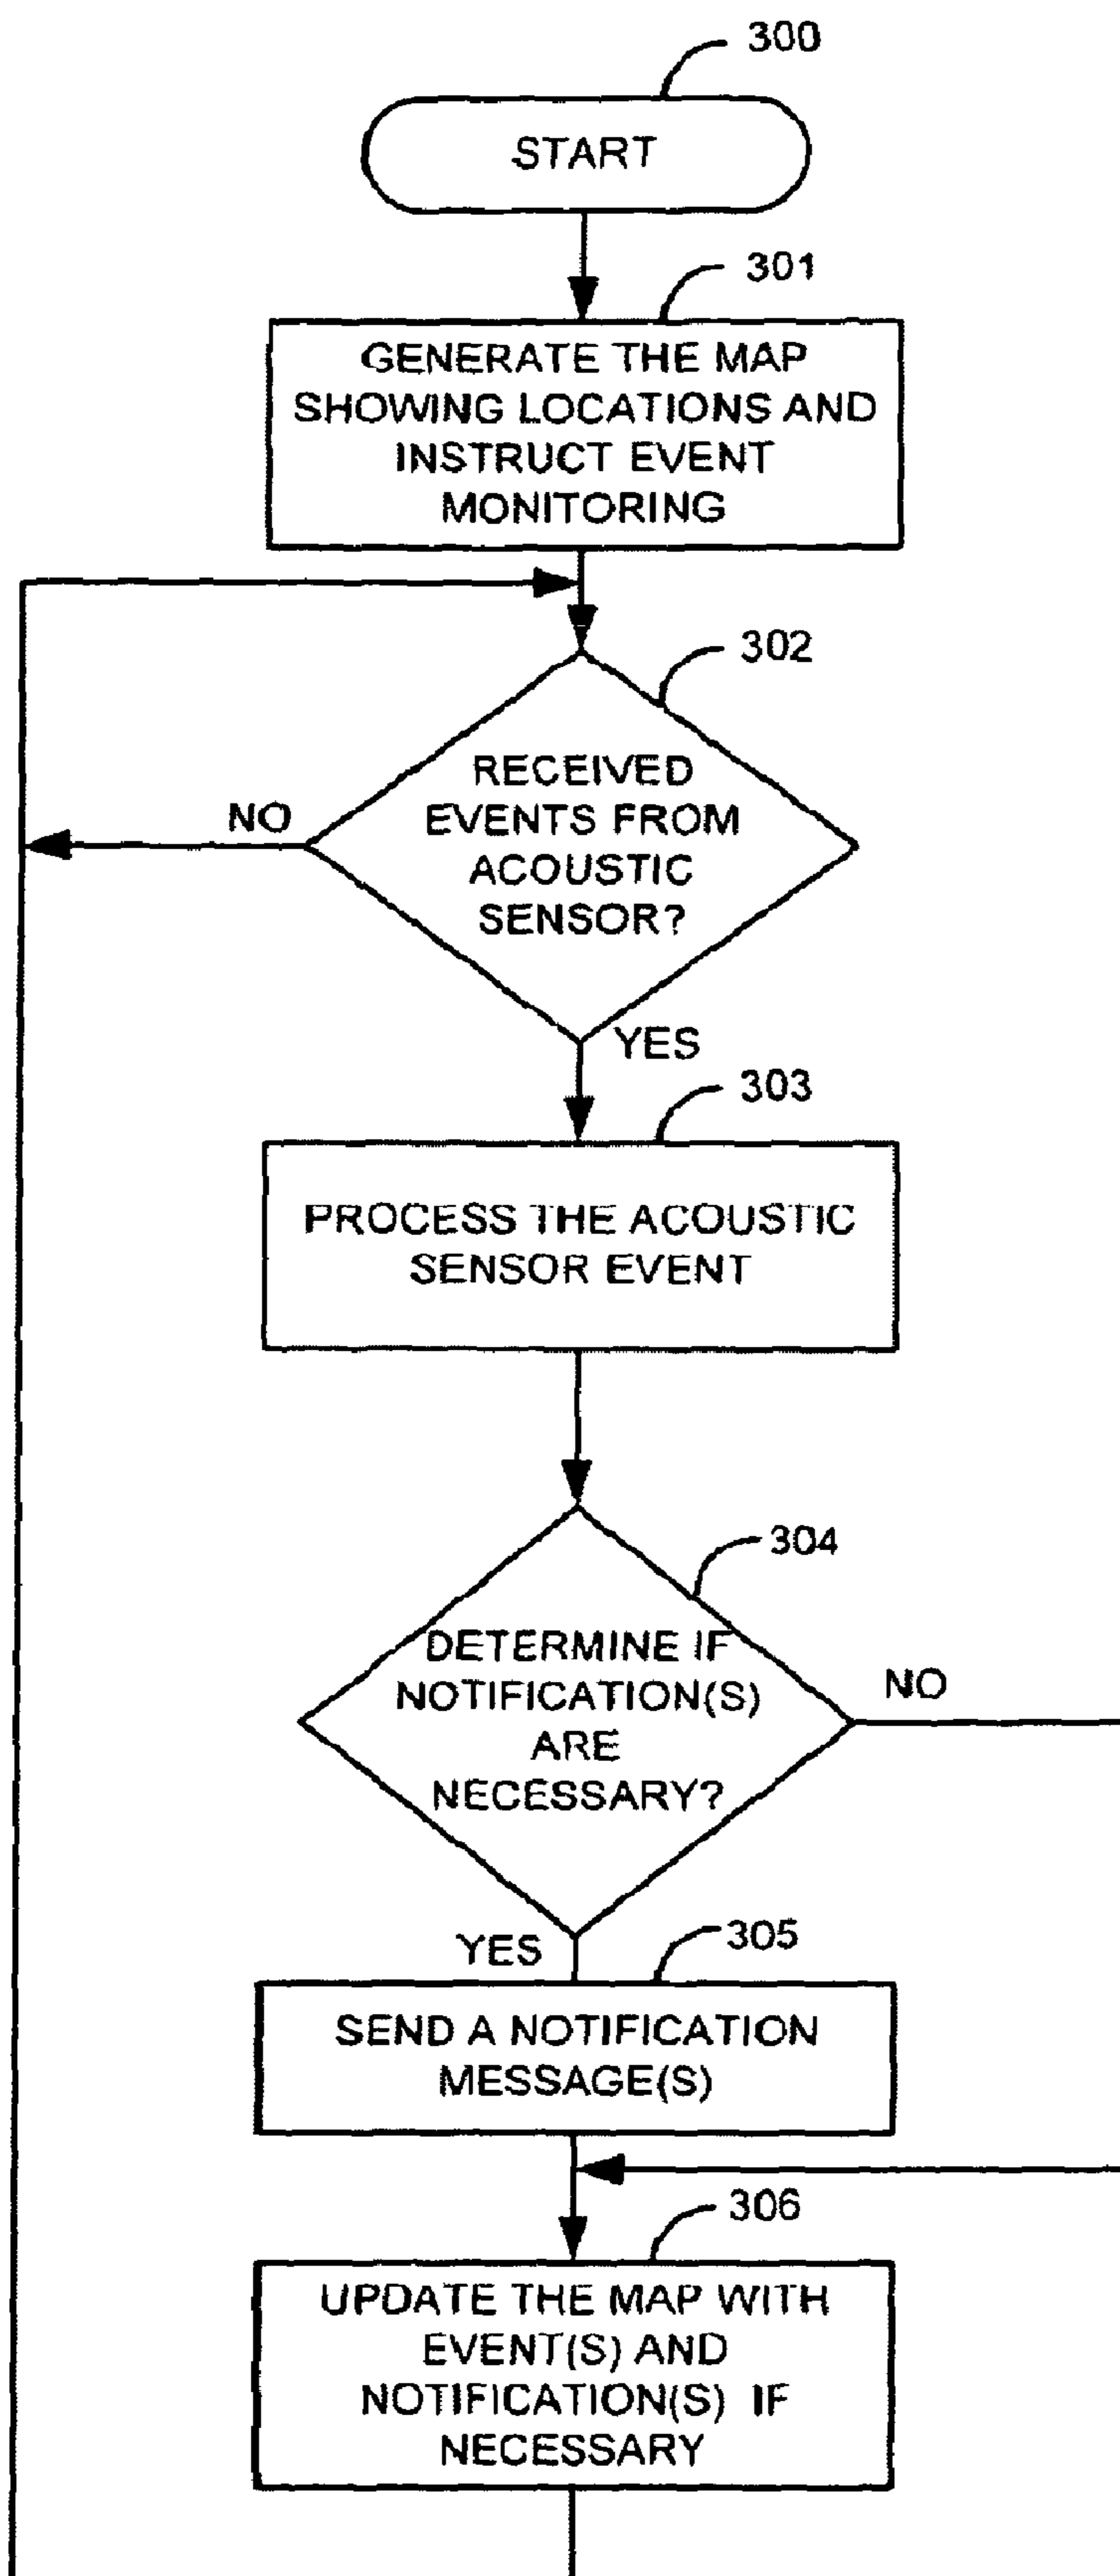 300
START
301
GENERATE THE MAP
SHOWING LOCATIONS AND
INSTRUCT EVENT
MONITORING
302
RECEIVED
EVENTS FROM
ACOUSTIC
SENSOR?
NO
YES
303
PROCESS THE ACOUSTIC
SENSOR EVENT
304
DETERMINE IF
NOTIFICATION(S)
ARE
NECESSARY?
NO
YES
305
SEND A NOTIFICATION
MESSAGE(S)
306
UPDATE THE MAP WITH
EVENT(S) AND
NOTIFICATION(S) IF
NECESSARY